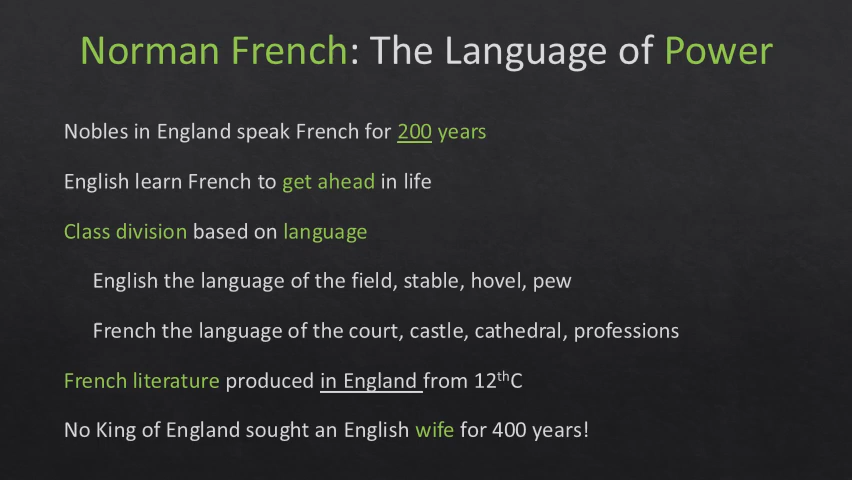 Norman French: The Language of Power
Nobles in England speak French for 200 years
English learn French to get ahead in life
Class division based on language
English the language of the field, stable, hovel, pew
French the language of the court, castle, cathedral, professions
French literature produced in England from 12thC
No King of England sought an English wife for 400 years!